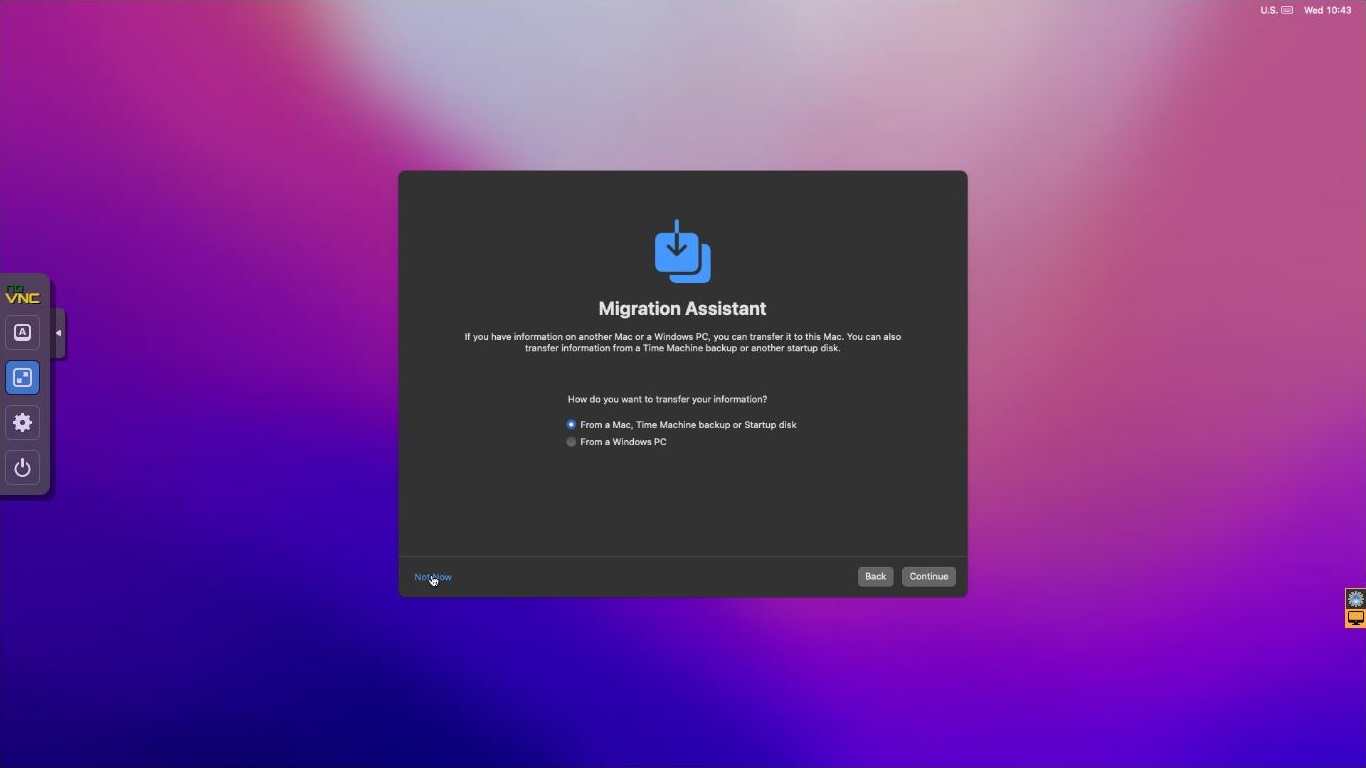 U.S. Wed 10:43
no
VNC
A
Migration Assistant
If you have information on another Mac or a Windows PC, you can transfer it to this Mac. You can also
transfer information from a Time Machine backup or another startup disk.
How do you want to transfer your information?
From a Mac, Time Machine backup or Startup disk
From a Windows PC
Not Now
Back
Continue